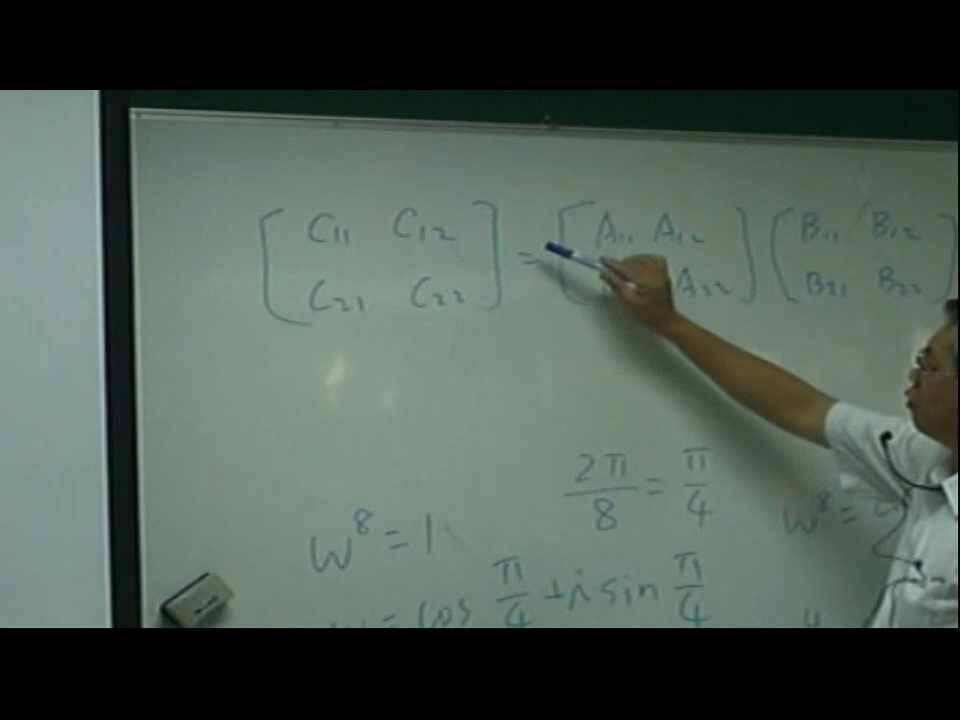 [ C11 C12 ] = [ A11 A12 ] [ B11 B12 ]
[ C21 C22 ] [ A22 ] [ B21 B22 ]
2π/8 = π/4
W^8 = 1
W^8 =
= cos π/4 + i sin π/4